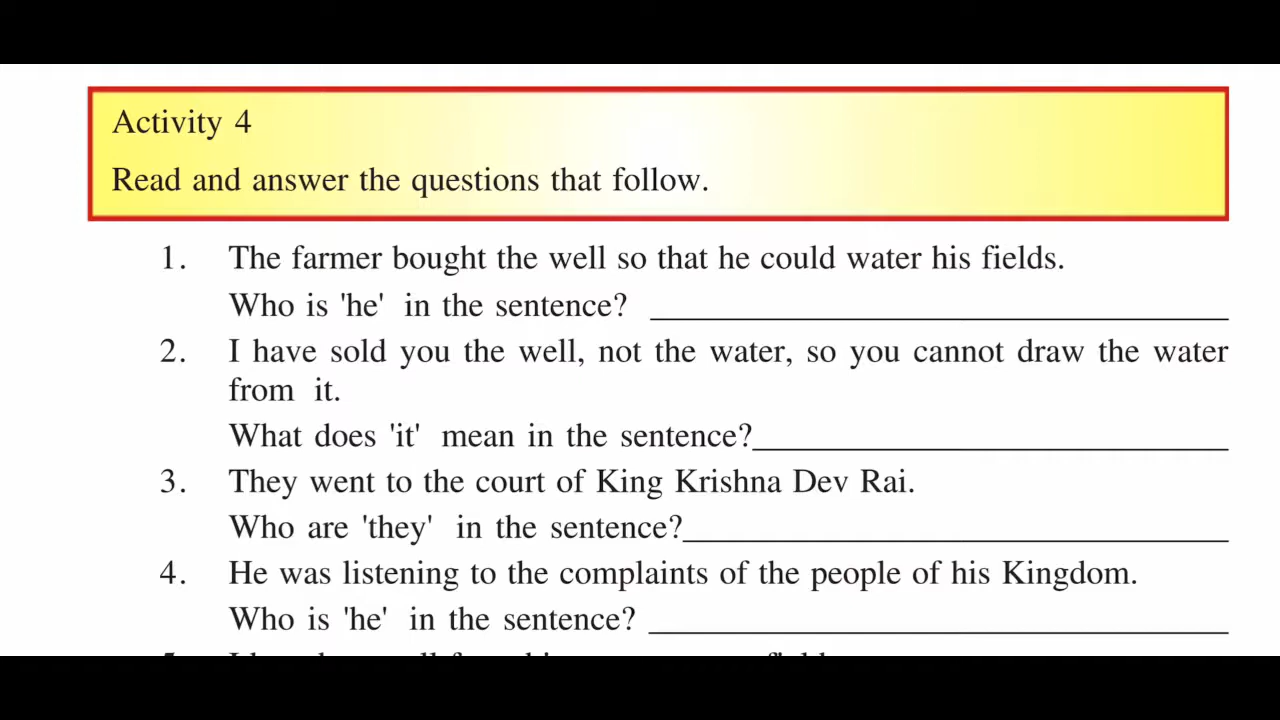 Activity 4
Read and answer the questions that follow.
1. The farmer bought the well so that he could water his fields.
Who is 'he' in the sentence? ______
2. I have sold you the well, not the water, so you cannot draw the water
from it.
What does 'it' mean in the sentence?______
3. They went to the court of King Krishna Dev Rai.
Who are 'they' in the sentence?______
4. He was listening to the complaints of the people of his Kingdom.
Who is 'he' in the sentence? ______